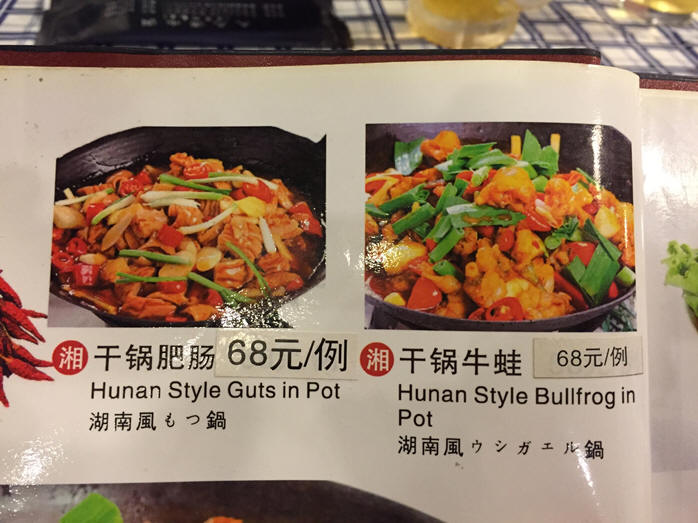 湘 干锅肥肠 68元/例
Hunan Style Guts in Pot
湖南風もつ鍋
湘 干锅牛蛙 68元/例
Hunan Style Bullfrog in
Pot
湖南風ウシガエル鍋